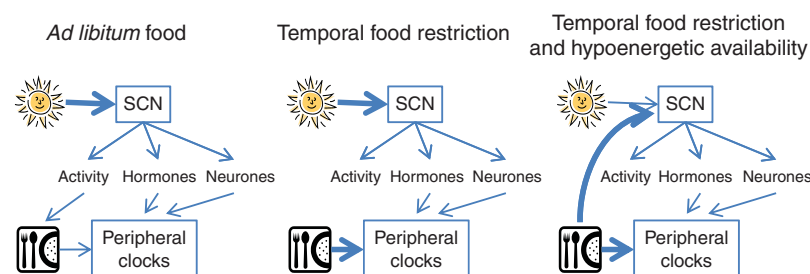 Ad libitum food
SCN
Activity Hormones Neurones
Peripheral
clocks
Temporal food restriction
SCN
Activity Hormones Neurones
Peripheral
clocks
Temporal food restriction
and hypoenergetic availability
SCN
Activity Hormones Neurones
Peripheral
clocks